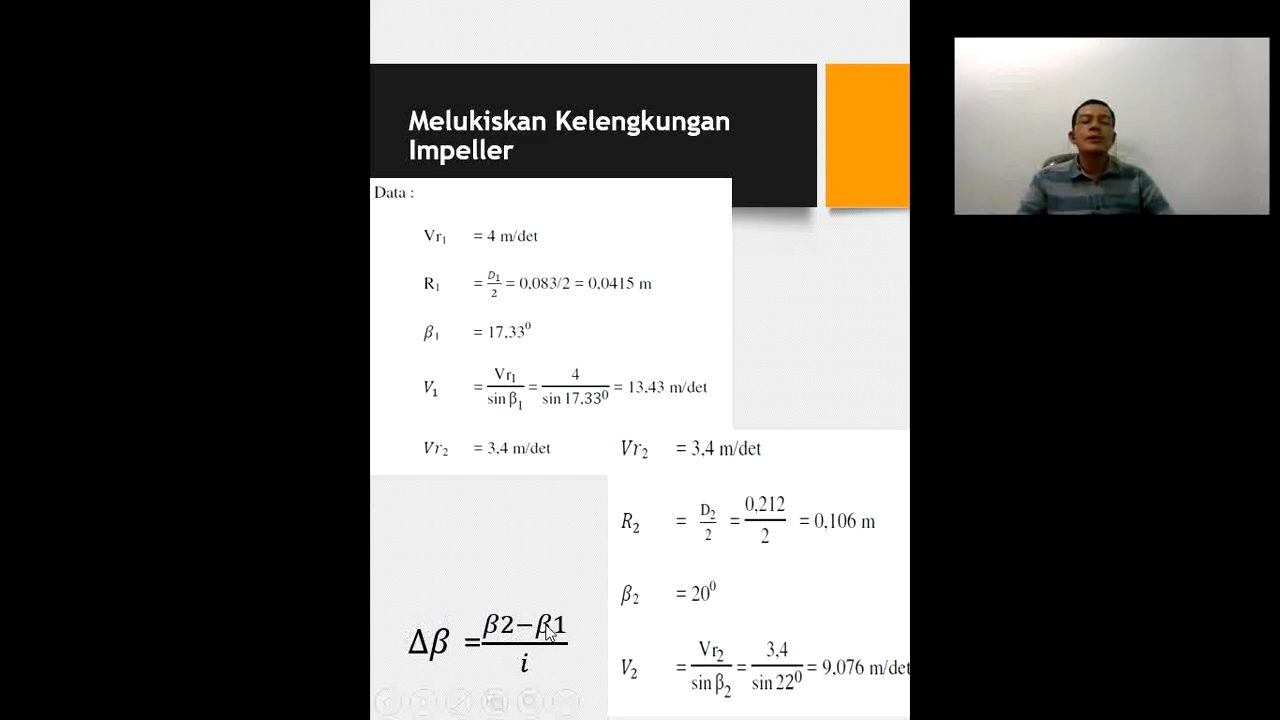 Melukiskan Kelengkungan
Impeller
Data :
Vr₁ = 4 m/det
R₁ = D₁/2 = 0,083/2 = 0,0415 m
β₁ = 17,33⁰
V₁ = Vr₁/sin β₁ = 4/sin 17,33⁰ = 13,43 m/det
Vr₂ = 3,4 m/det
Vr₂ = 3,4 m/det
R₂ = D₂/2 = 0,212/2 = 0,106 m
β₂ = 20⁰
V₂ = Vr₂/sin β₂ = 3,4/sin 22⁰ = 9,076 m/det
Δβ = β2−β1/i